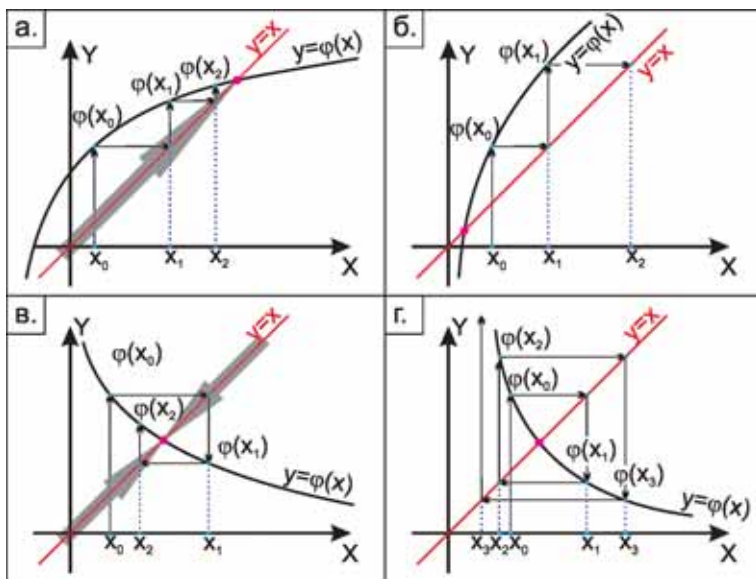 а.
Y
y=x
y=φ(x)
φ(x₂)
φ(x₁)
φ(x₀)
x₀
x₁
x₂
X
б.
Y
φ(x₁)
y=φ(x)
y=x
φ(x₀)
x₀
x₁
x₂
X
в.
Y
y=x
φ(x₀)
φ(x₂)
φ(x₁)
y=φ(x)
x₀
x₂
x₁
X
г.
Y
y=x
φ(x₂)
φ(x₀)
φ(x₁)
φ(x₃)
y=φ(x)
x₃
x₂
x₀
x₁
x₃
X